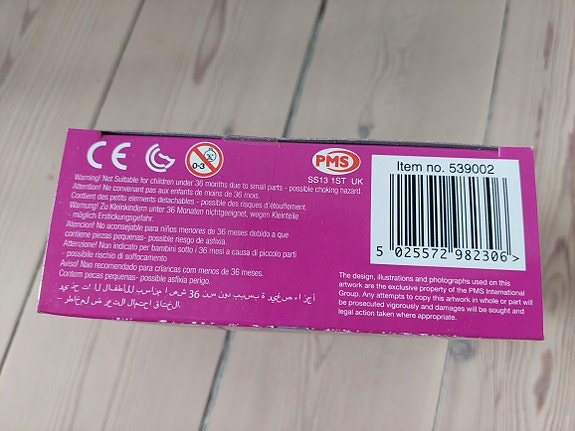 CE
0-3
PMS
SS13 1ST UK
Item no. 539002
5 025572 982306 >
Warning! Not Suitable for children under 36 months due to small parts - possible choking hazard.
Attention! Ne convenant pas aux enfants de moins de 36 mois.
Contient des petits elements detachables - possible des risques d'étouffement.
Warnung! Zu Kleinkindern unter 36 Monaten nichtgeeignet, wegen Kleinteile
- möglich Erstickungsgefahr.
Atencion! No aconsejable para niños menores de 36 meses debido a que
contiene piezas pequenas- possible riesgo de asfixia.
Attenzione! Non indicato per bambini sotto i 36 mesi a causa di piccolo parti
- possibile rischio di soffocamento
Aviso! Nao recomendado para criancas com menos de 36 meses.
Contem pecas pequenas- possible asfixia perigo.
The design, illustrations and photographs used on this
artwork are the exclusive property of the PMS International
Group. Any attempts to copy this artwork in whole or part will
be prosecuted vigorously and damages will be sought and
legal action taken where appropriate.